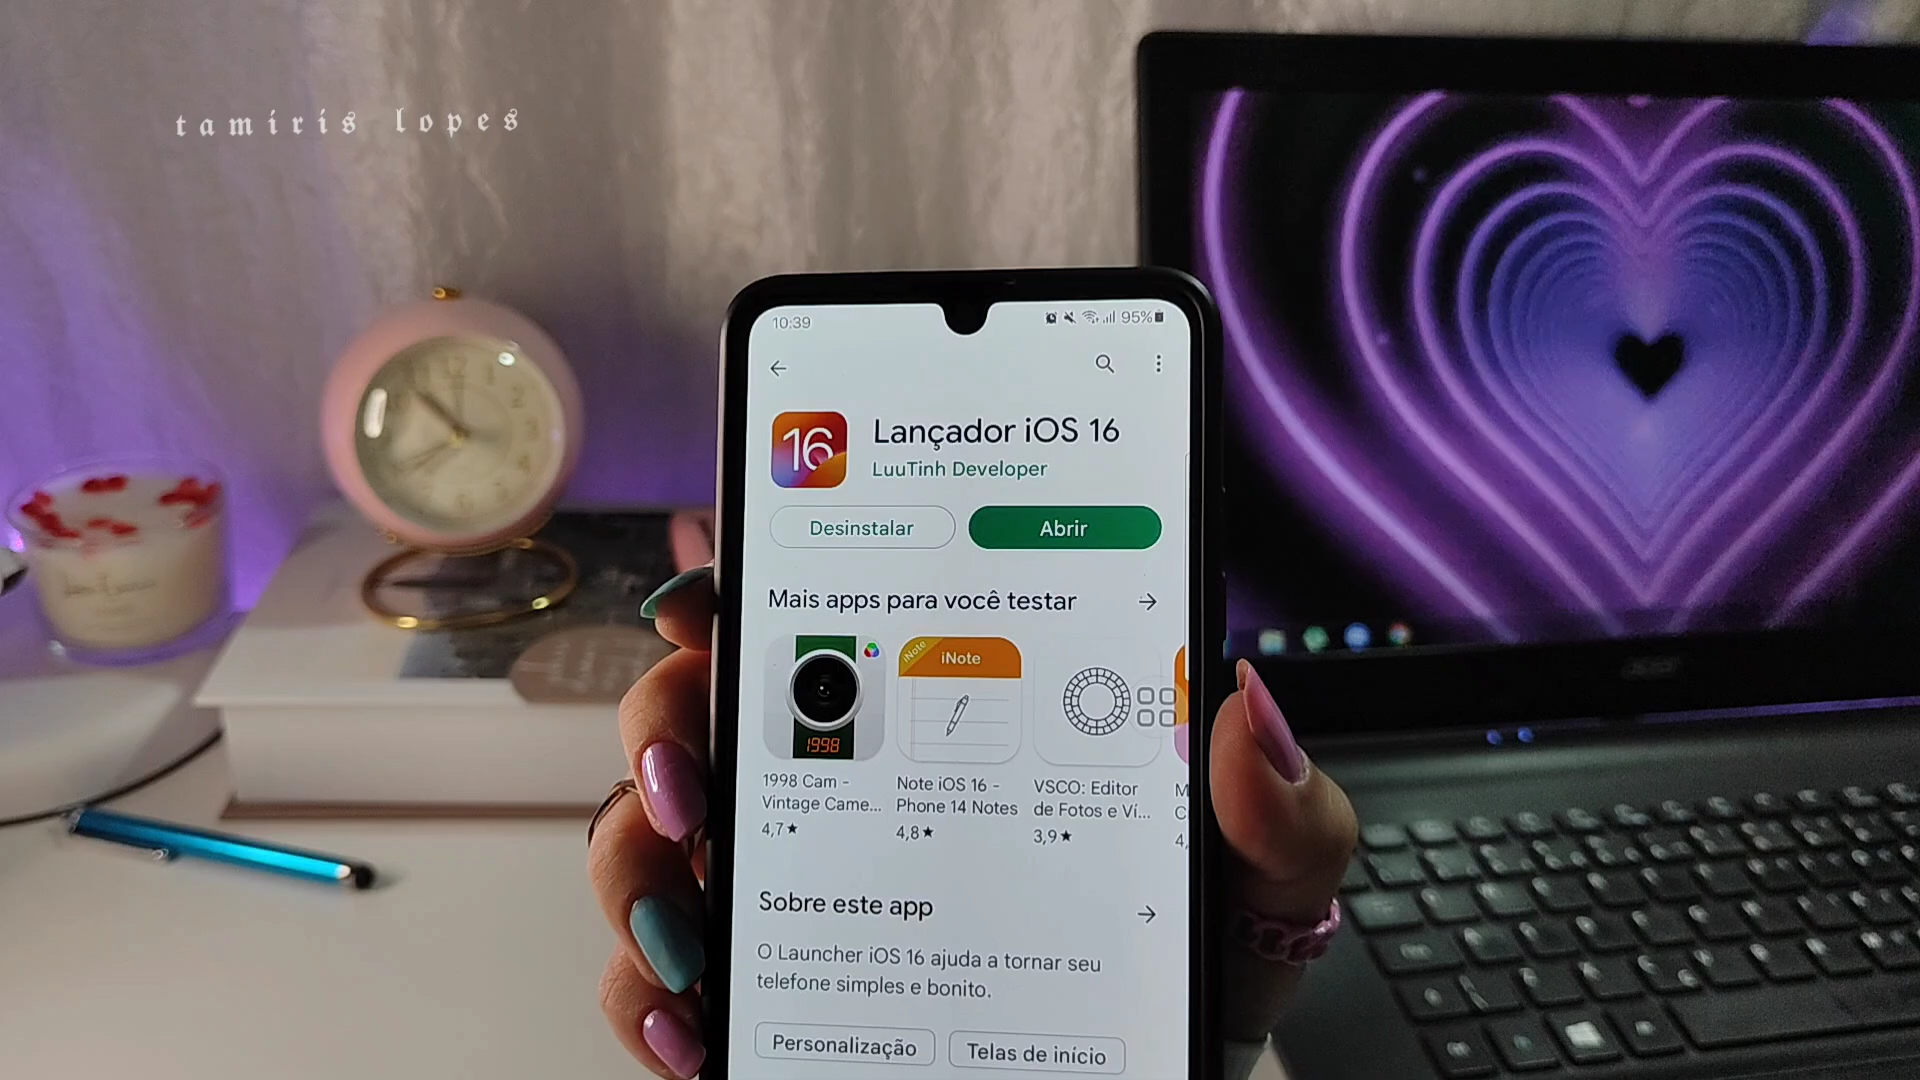 tamiris lopes
10:39
95%
16
Lançador iOS 16
LuuTinh Developer
Desinstalar
Abrir
Mais apps para você testar
1998
iNote
iNote
1998 Cam -
Vintage Came...
4,7★
Note iOS 16 -
Phone 14 Notes
4,8★
VSCO: Editor
de Fotos e Ví...
3,9★
M
C
4,
Sobre este app
O Launcher iOS 16 ajuda a tornar seu
telefone simples e bonito.
Personalização
Telas de início
acer